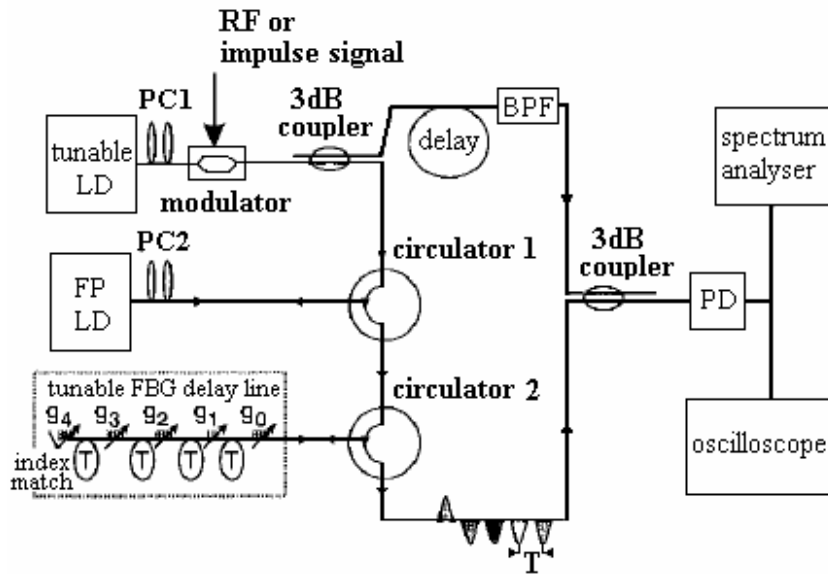 RF or
impulse signal
PC1
3dB
coupler
delay
BPF
tunable
LD
modulator
spectrum
analyser
PC2
circulator 1
3dB
coupler
FP
LD
PD
tunable FBG delay line
circulator 2
g4 g3 g2 g1 g0
T T T T
index
match
oscilloscope
T